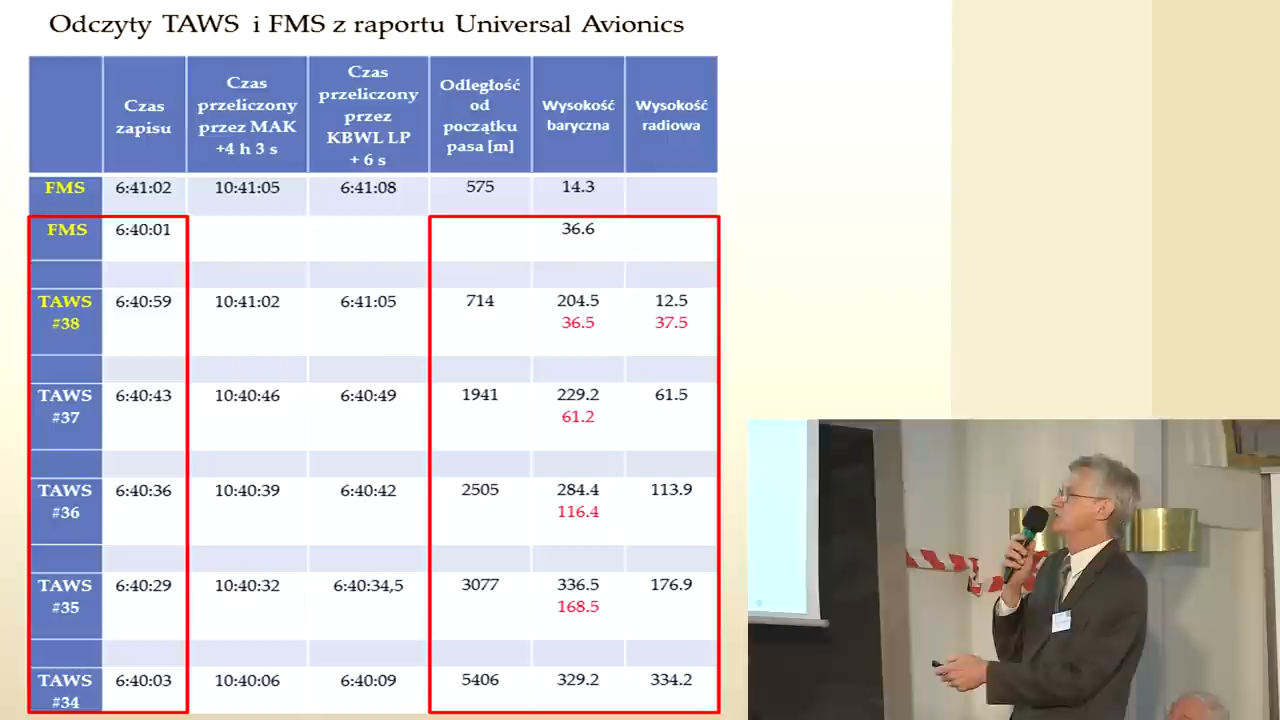 Odczyty TAWS i FMS z raportu Universal Avionics
Czas zapisu | Czas przeliczony przez MAK +4 h 3 s | Czas przeliczony przez KBWL LP + 6 s | Odległość od początku pasa [m] | Wysokość baryczna | Wysokość radiowa
FMS 6:41:02 10:41:05 6:41:08 575 14.3
FMS 6:40:01 36.6
TAWS 6:40:59 10:41:02 6:41:05 714 204.5 12.5
#38 36.5 37.5
TAWS 6:40:43 10:40:46 6:40:49 1941 229.2 61.5
#37 61.2
TAWS 6:40:36 10:40:39 6:40:42 2505 284.4 113.9
#36 116.4
TAWS 6:40:29 10:40:32 6:40:34,5 3077 336.5 176.9
#35 168.5
TAWS 6:40:03 10:40:06 6:40:09 5406 329.2 334.2
#34